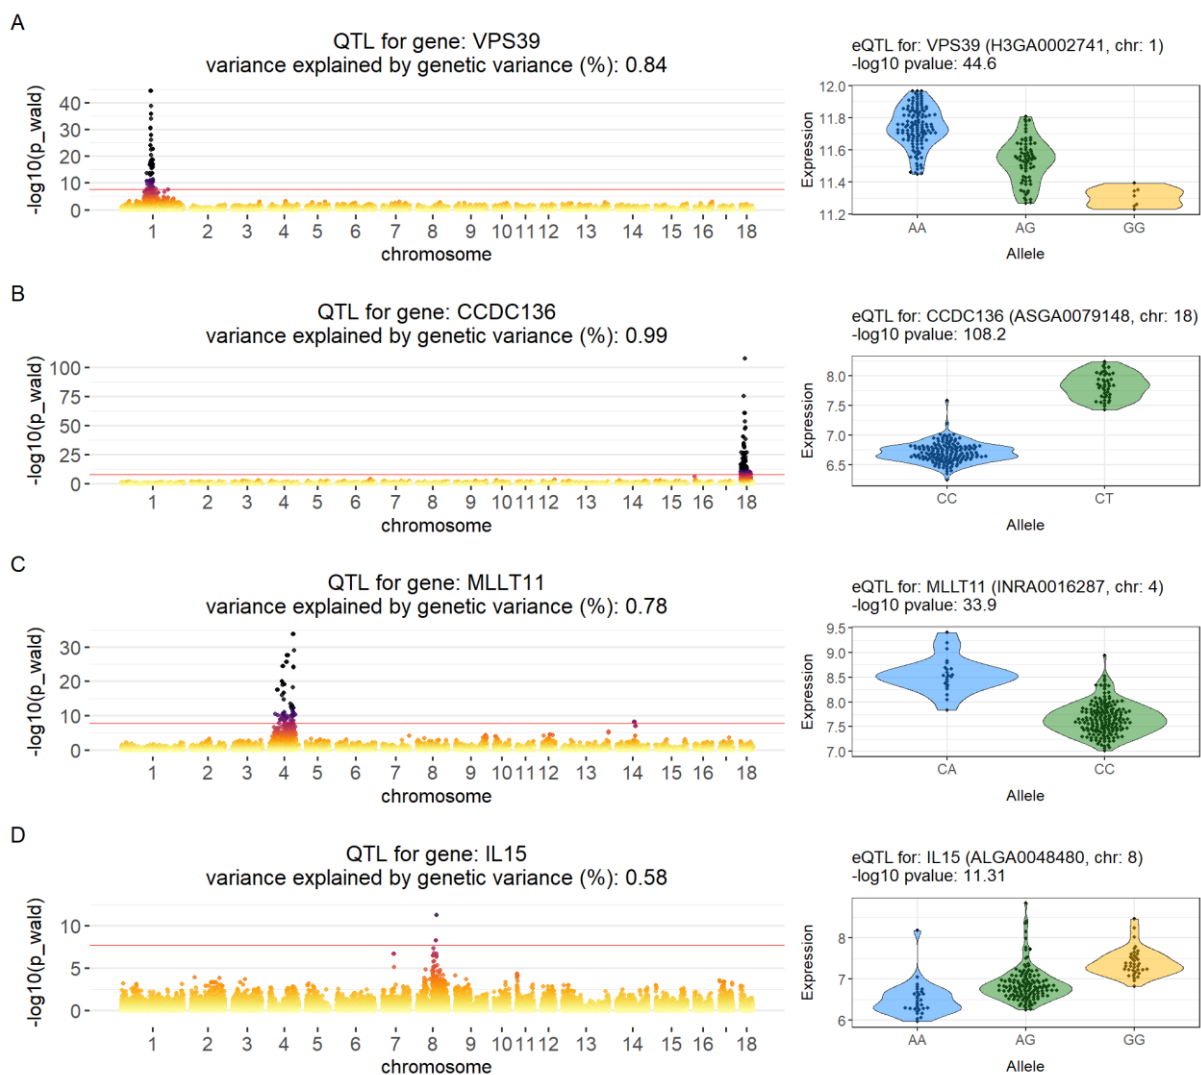 A
QTL for gene: VPS39
variance explained by genetic variance (%): 0.84
-log10(p_wald)
40
30
20
10
0
1 2 3 4 5 6 7 8 9 10 11 12 13 14 15 16 18
chromosome
eQTL for: VPS39 (H3GA0002741, chr: 1)
-log10 pvalue: 44.6
Expression
12.0
11.8
11.6
11.4
11.2
AA AG GG
Allele
B
QTL for gene: CCDC136
variance explained by genetic variance (%): 0.99
-log10(p_wald)
100
75
50
25
0
1 2 3 4 5 6 7 8 9 10 11 12 13 14 15 16 18
chromosome
eQTL for: CCDC136 (ASGA0079148, chr: 18)
-log10 pvalue: 108.2
Expression
8.0
7.5
7.0
6.5
CC CT
Allele
C
QTL for gene: MLLT11
variance explained by genetic variance (%): 0.78
-log10(p_wald)
30
20
10
0
1 2 3 4 5 6 7 8 9 10 11 12 13 14 15 16 18
chromosome
eQTL for: MLLT11 (INRA0016287, chr: 4)
-log10 pvalue: 33.9
Expression
9.5
9.0
8.5
8.0
7.5
7.0
CA CC
Allele
D
QTL for gene: IL15
variance explained by genetic variance (%): 0.58
-log10(p_wald)
10
5
0
1 2 3 4 5 6 7 8 9 10 11 12 13 14 15 16 18
chromosome
eQTL for: IL15 (ALGA0048480, chr: 8)
-log10 pvalue: 11.31
Expression
8
7
6
AA AG GG
Allele